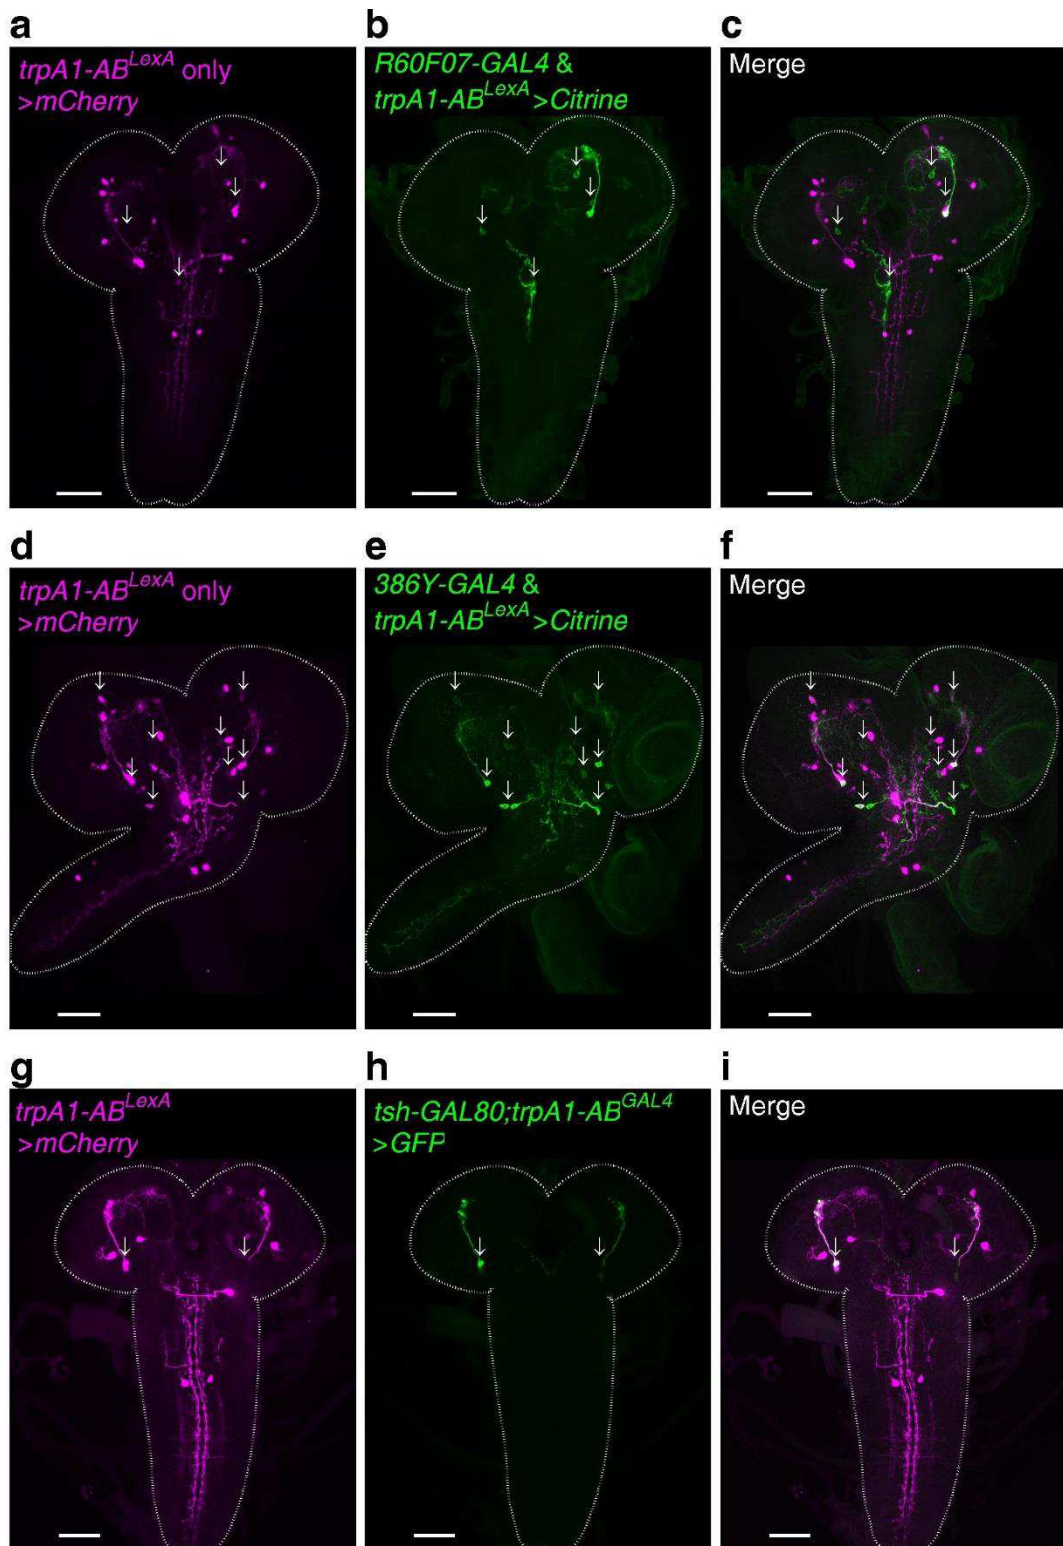 a
b
c
trpA1-AB^LexA only
>mCherry
R60F07-GAL4 &
trpA1-AB^LexA >Citrine
Merge
d
e
f
trpA1-AB^LexA only
>mCherry
386Y-GAL4 &
trpA1-AB^LexA >Citrine
Merge
g
h
i
trpA1-AB^LexA
>mCherry
tsh-GAL80;trpA1-AB^GAL4
>GFP
Merge